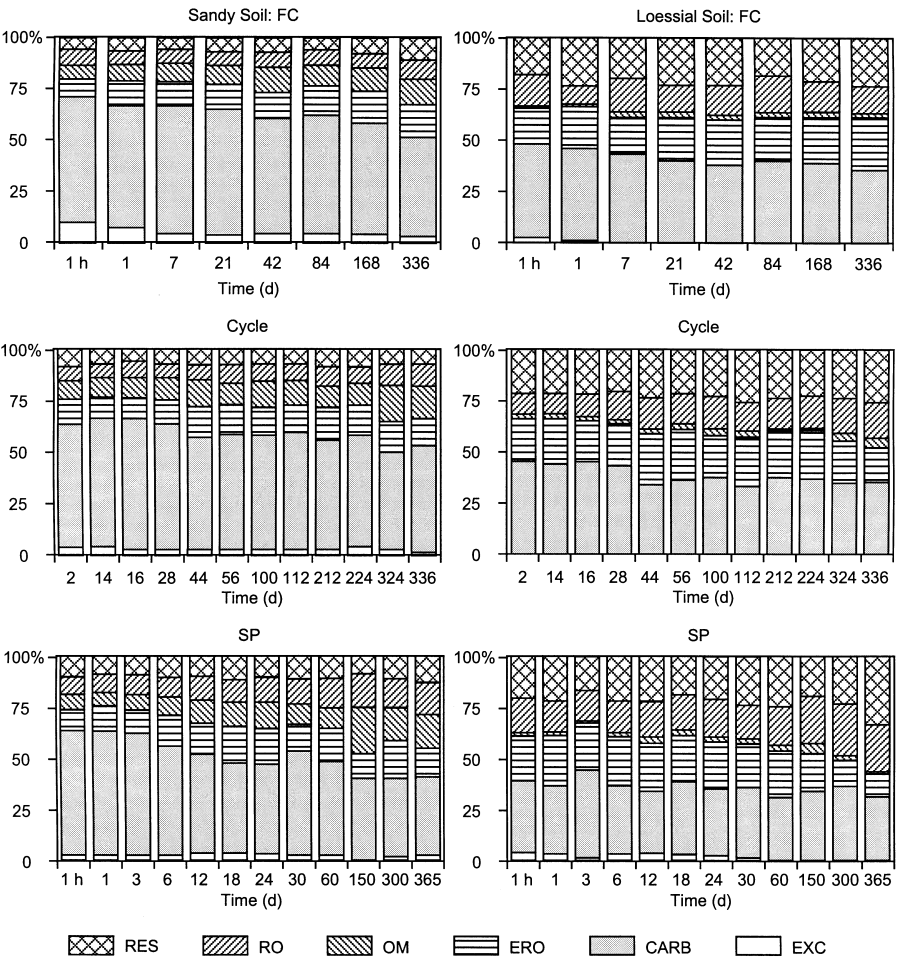 Sandy Soil: FC
100%
75
50
25
0
1 h 1 7 21 42 84 168 336
Time (d)
Loessial Soil: FC
100%
75
50
25
0
1 h 1 7 21 42 84 168 336
Time (d)
Cycle
100%
75
50
25
0
2 14 16 28 44 56 100 112 212 224 324 336
Time (d)
Cycle
100%
75
50
25
0
2 14 16 28 44 56 100 112 212 224 324 336
Time (d)
SP
100%
75
50
25
0
1 h 1 3 6 12 18 24 30 60 150 300 365
Time (d)
SP
100%
75
50
25
0
1 h 1 3 6 12 18 24 30 60 150 300 365
Time (d)
RES RO OM ERO CARB EXC